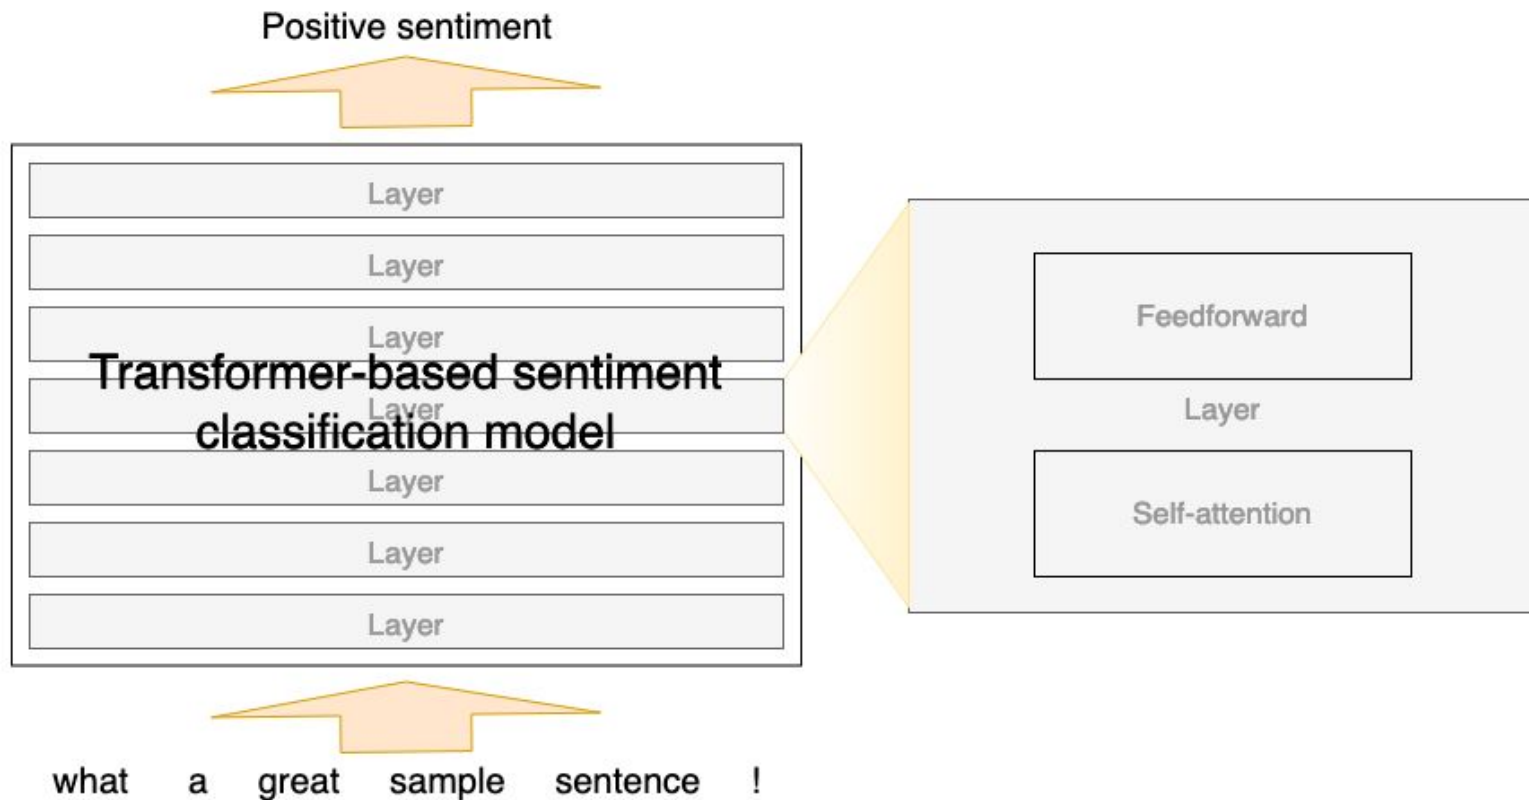 Positive sentiment
Layer
Layer
Layer
Transformer-based sentiment
Layer
classification model
Layer
Layer
Layer
Feedforward
Layer
Self-attention
what a great sample sentence !